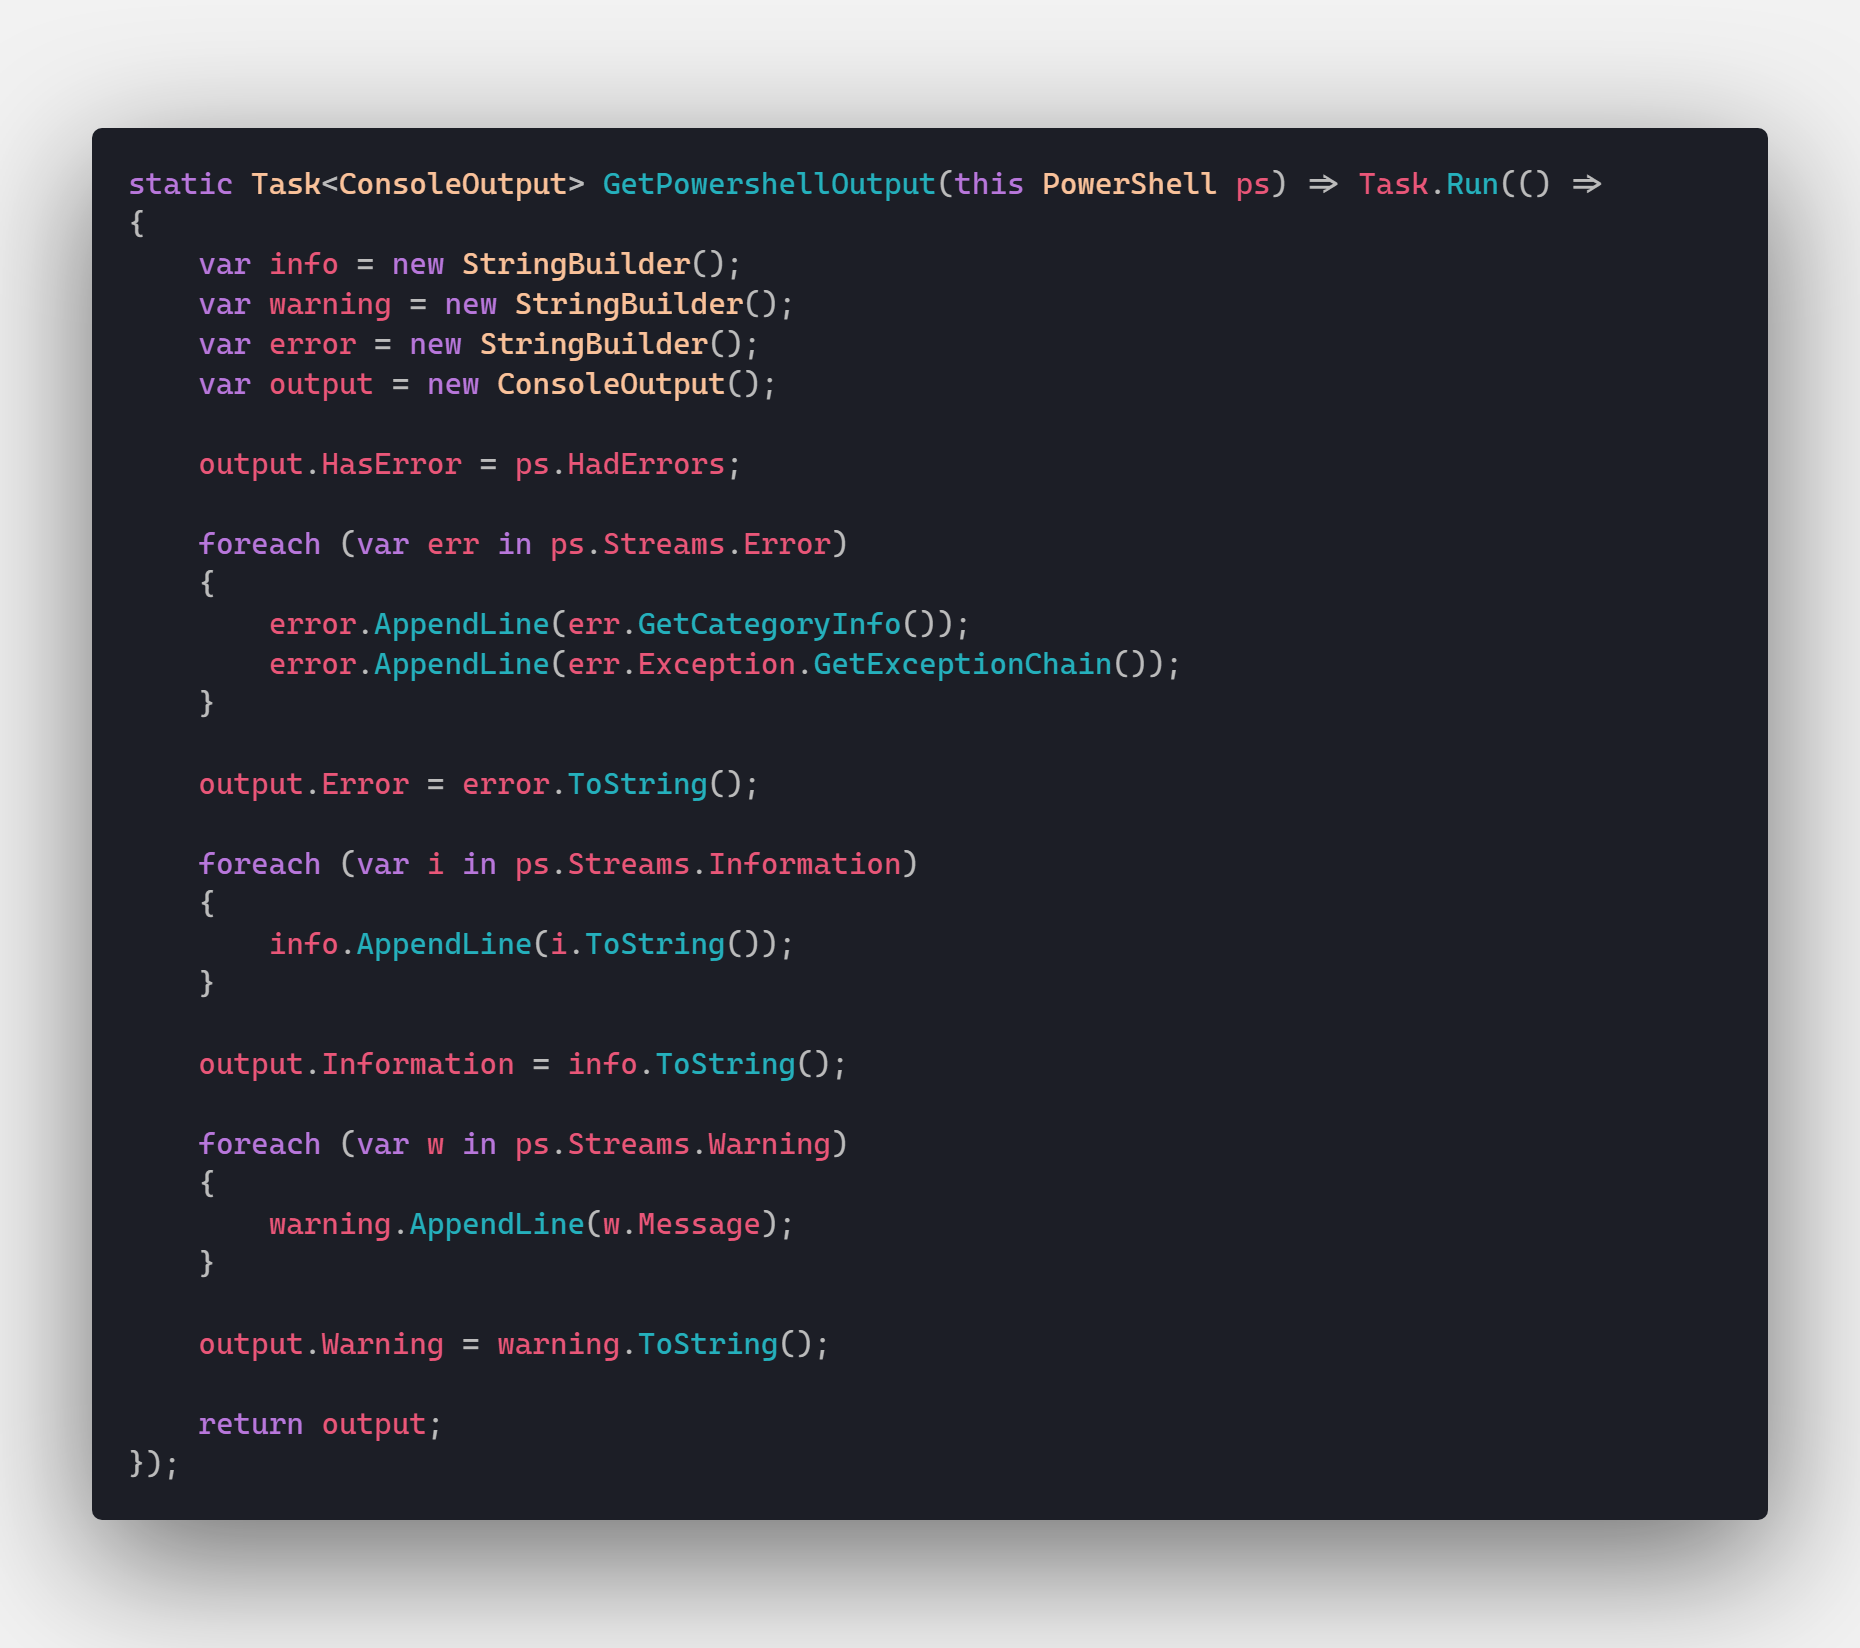 static Task<ConsoleOutput> GetPowershellOutput(this PowerShell ps) => Task.Run(() =>
{
    var info = new StringBuilder();
    var warning = new StringBuilder();
    var error = new StringBuilder();
    var output = new ConsoleOutput();

    output.HasError = ps.HadErrors;

    foreach (var err in ps.Streams.Error)
    {
        error.AppendLine(err.GetCategoryInfo());
        error.AppendLine(err.Exception.GetExceptionChain());
    }

    output.Error = error.ToString();

    foreach (var i in ps.Streams.Information)
    {
        info.AppendLine(i.ToString());
    }

    output.Information = info.ToString();

    foreach (var w in ps.Streams.Warning)
    {
        warning.AppendLine(w.Message);
    }

    output.Warning = warning.ToString();

    return output;
});